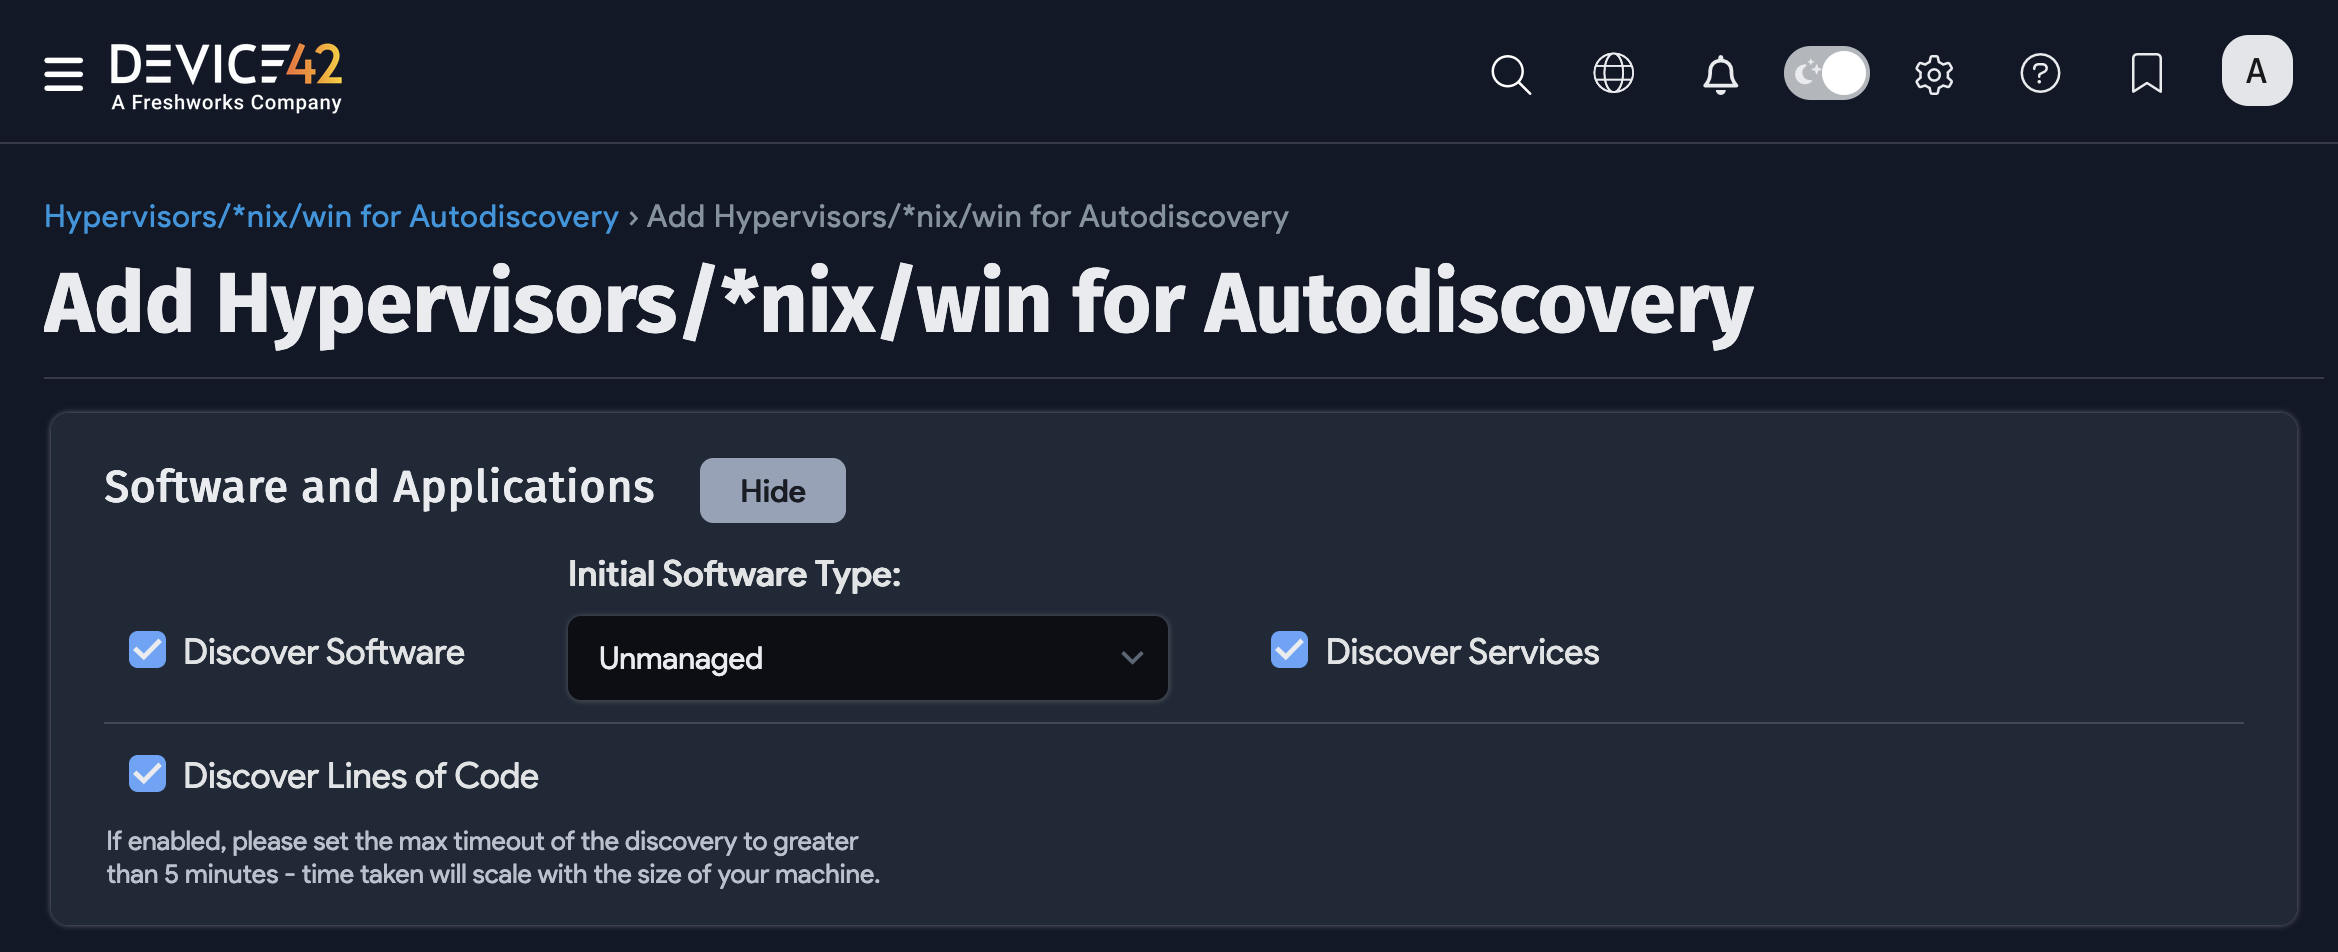 DEVICE42
A Freshworks Company
A
Hypervisors/*nix/win for Autodiscovery › Add Hypervisors/*nix/win for Autodiscovery
Add Hypervisors/*nix/win for Autodiscovery
Software and Applications
Hide
Initial Software Type:
Discover Software
Unmanaged
Discover Services
Discover Lines of Code
If enabled, please set the max timeout of the discovery to greater
than 5 minutes - time taken will scale with the size of your machine.